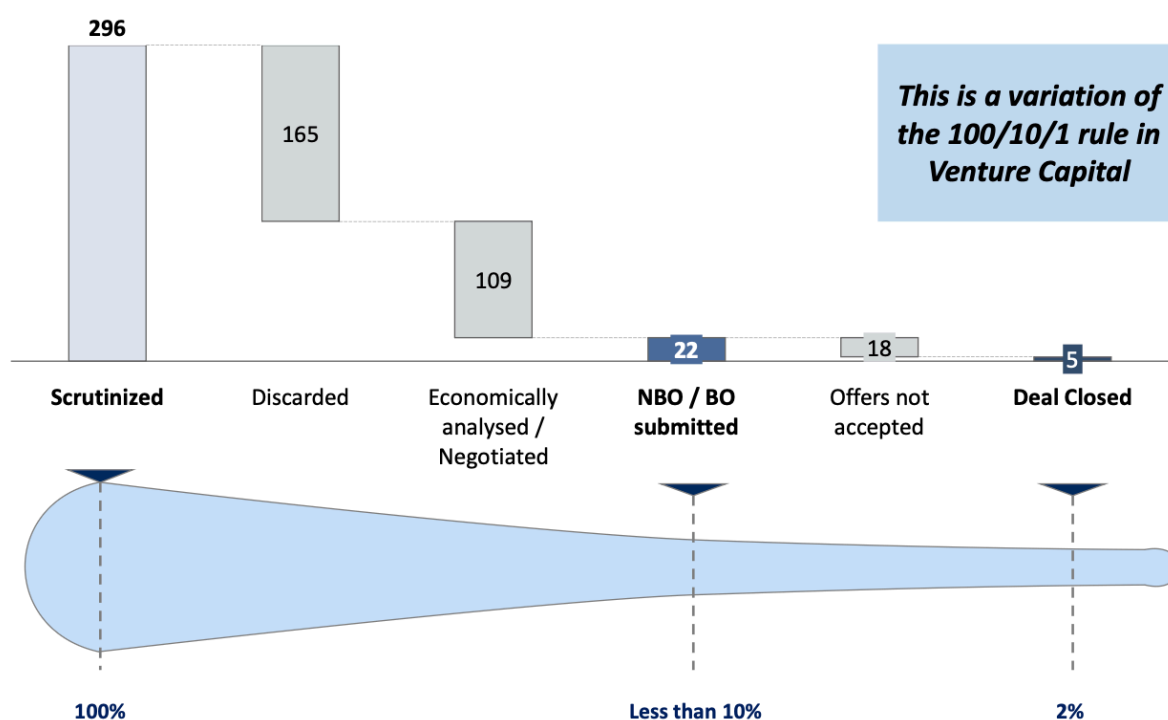 296
This is a variation of
the 100/10/1 rule in
Venture Capital
165
109
22
18
5
Scrutinized
Discarded
Economically
analysed /
Negotiated
NBO / BO
submitted
Offers not
accepted
Deal Closed
100%
Less than 10%
2%